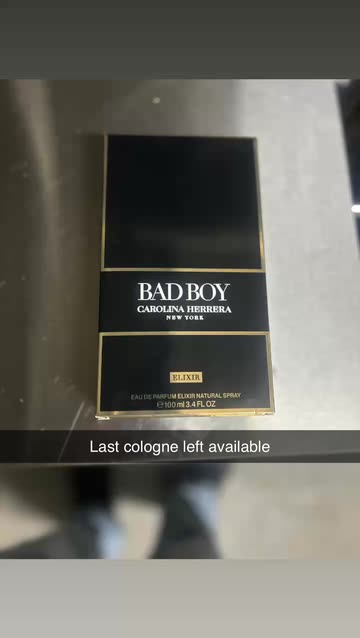 BAD BOY
CAROLINA HERRERA
NEW YORK
ELIXIR
EAU DE PARFUM ELIXIR NATURAL SPRAY
℮100 ml 3.4 FL OZ
Last cologne left available